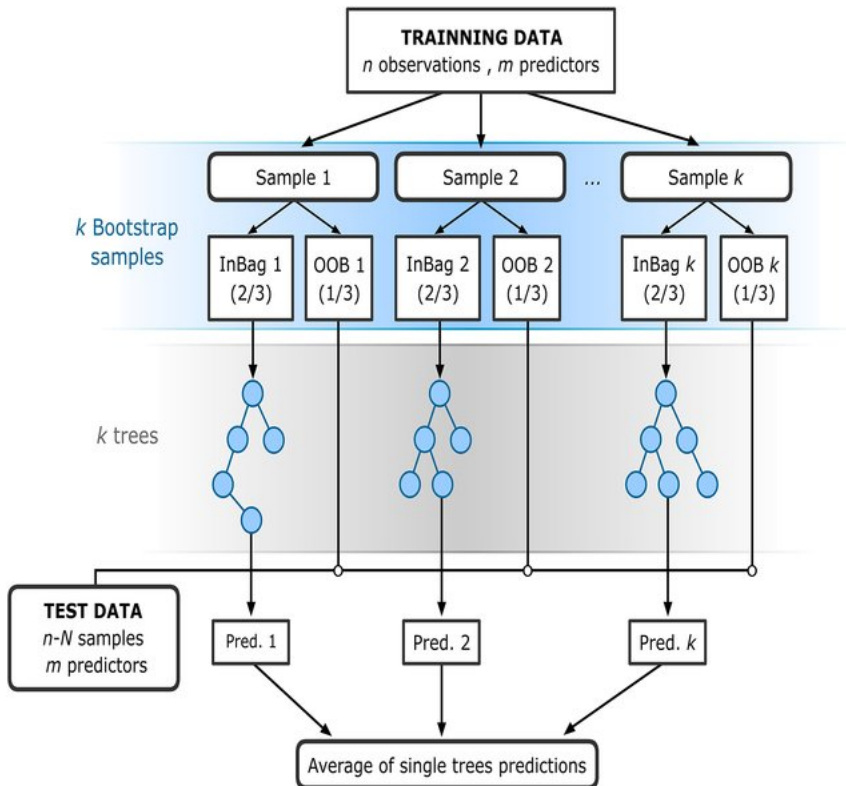 TRAINNING DATA
n observations , m predictors
Sample 1
Sample 2
...
Sample k
k Bootstrap
samples
InBag 1
(2/3)
OOB 1
(1/3)
InBag 2
(2/3)
OOB 2
(1/3)
InBag k
(2/3)
OOB k
(1/3)
k trees
TEST DATA
n-N samples
m predictors
Pred. 1
Pred. 2
Pred. k
Average of single trees predictions